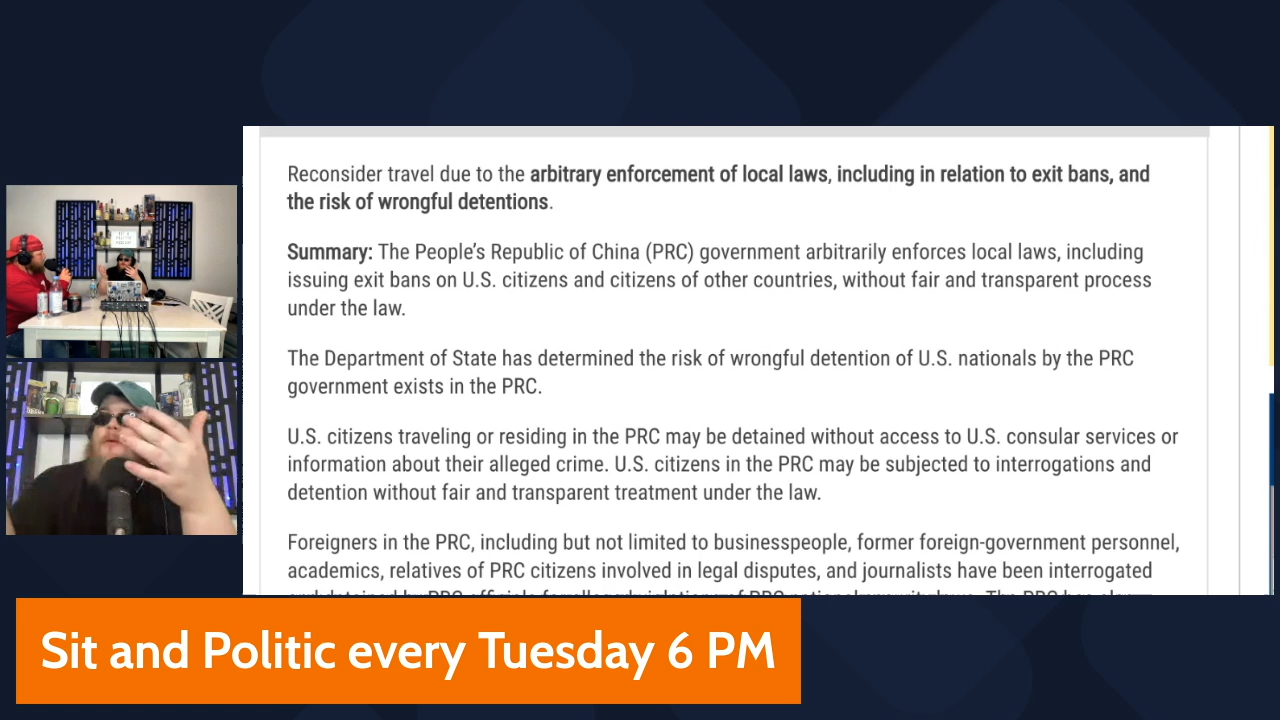 Reconsider travel due to the arbitrary enforcement of local laws, including in relation to exit bans, and
the risk of wrongful detentions.
Summary: The People's Republic of China (PRC) government arbitrarily enforces local laws, including
issuing exit bans on U.S. citizens and citizens of other countries, without fair and transparent process
under the law.
The Department of State has determined the risk of wrongful detention of U.S. nationals by the PRC
government exists in the PRC.
U.S. citizens traveling or residing in the PRC may be detained without access to U.S. consular services or
information about their alleged crime. U.S. citizens in the PRC may be subjected to interrogations and
detention without fair and transparent treatment under the law.
Foreigners in the PRC, including but not limited to businesspeople, former foreign-government personnel,
academics, relatives of PRC citizens involved in legal disputes, and journalists have been interrogated
Sit and Politic every Tuesday 6 PM